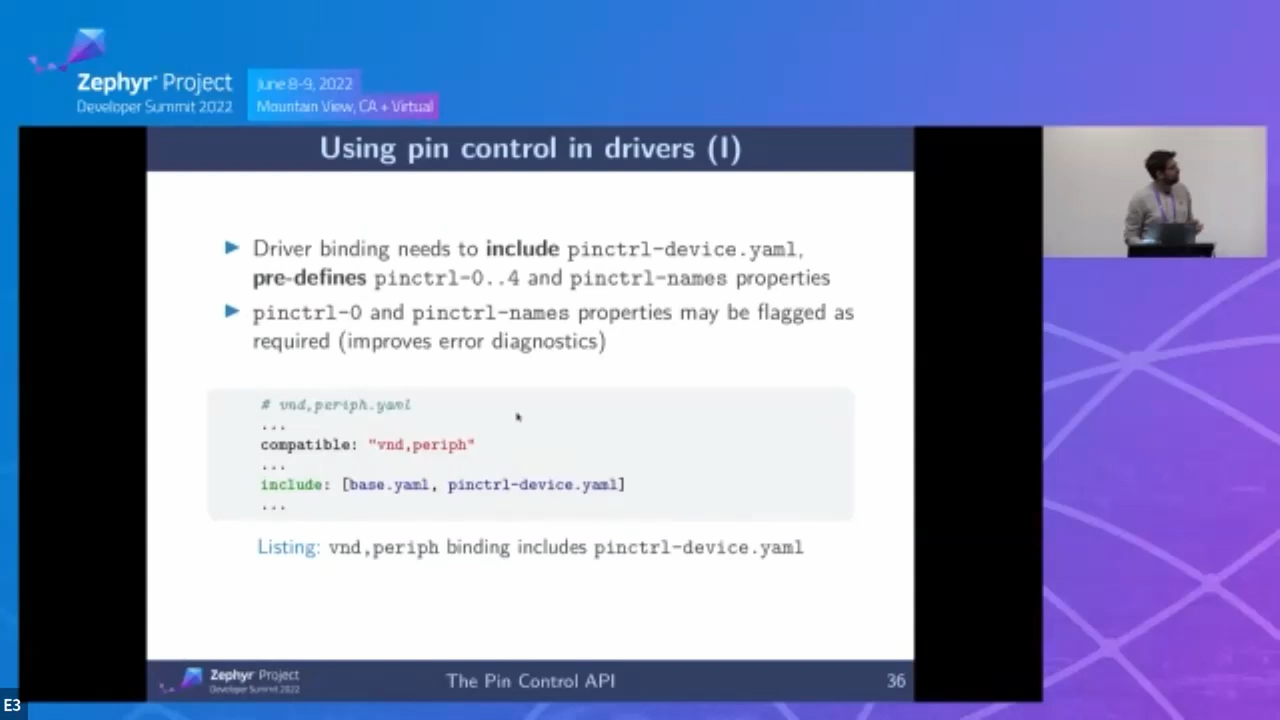 Zephyr® Project
Developer Summit 2022
June 8-9, 2022
Mountain View, CA + Virtual
Using pin control in drivers (I)
Driver binding needs to include pinctrl-device.yaml,
pre-defines pinctrl-0..4 and pinctrl-names properties
pinctrl-0 and pinctrl-names properties may be flagged as
required (improves error diagnostics)
# vnd,periph.yaml
...
compatible: "vnd,periph"
...
include: [base.yaml, pinctrl-device.yaml]
...
Listing: vnd,periph binding includes pinctrl-device.yaml
Zephyr Project
Developer Summit 2022
The Pin Control API
36
E3